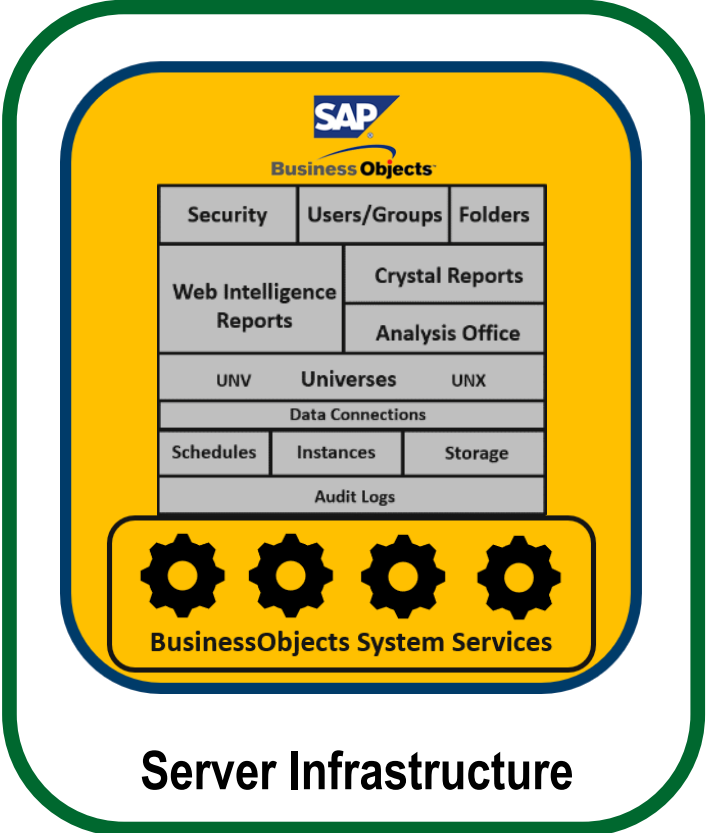 SAP
®
Business Objects™
Security Users/Groups Folders
Web Intelligence
Reports
Crystal Reports
Analysis Office
UNV Universes UNX
Data Connections
Schedules Instances Storage
Audit Logs
BusinessObjects System Services
Server Infrastructure